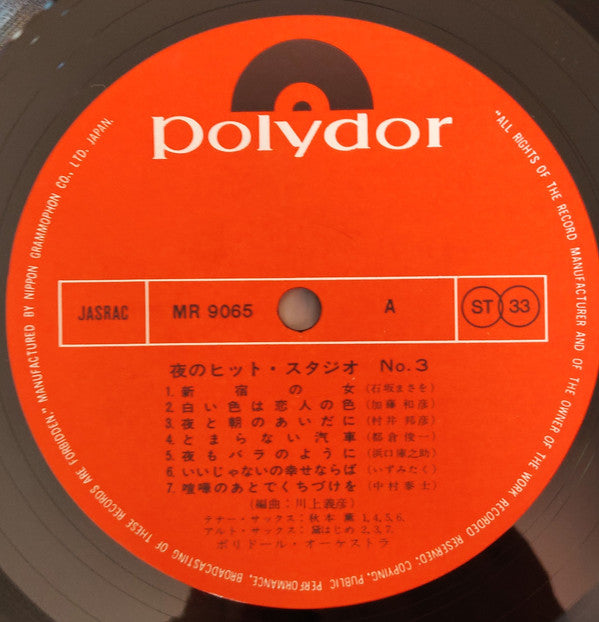 polydor
JASRAC
MR 9065
A
ST 33
夜のヒット・スタジオ No.3
1. 新宿の女 (石坂まさを)
2. 白い色は恋人の色 (加藤和彦)
3. 夜と朝のあいだに (村井邦彦)
4. とまらない汽車 (都倉俊一)
5. 夜もバラのように (浜口庫之助)
6. いいじゃないの幸せならば (いずみたく)
7. 喧嘩のあとでくちづけを (中村泰士)
(編曲:川上義彦)
テナー・サックス:秋本薫 1,4,5,6.
アルト・サックス:黛はじめ 2,3,7.
ポリドール・オーケストラ
"ALL RIGHTS OF THE RECORD MANUFACTURER AND OF THE OWNER OF THE WORK RECORDED RESERVED. COPYING, PUBLIC PERFORMANCE, BROADCASTING OF THESE RECORDS ARE FORBIDDEN." MANUFACTURED BY NIPPON GRAMMOPHON CO., LTD. JAPAN.